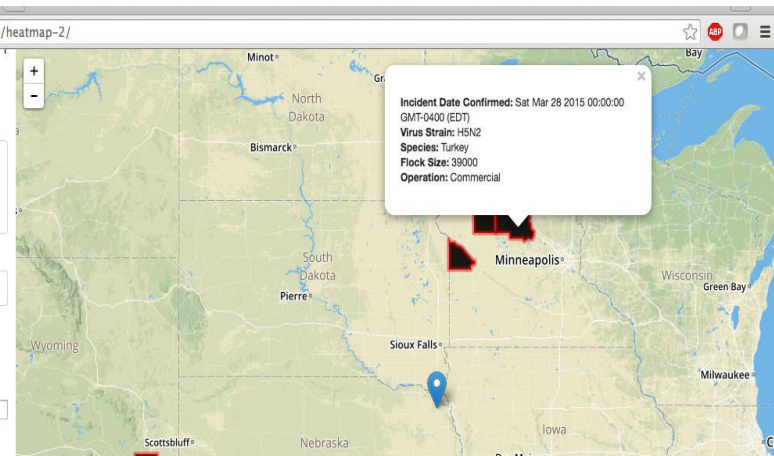 /heatmap-2/
ABP
+
-
Minot
Bay
North
Dakota
Bismarck
×
Incident Date Confirmed: Sat Mar 28 2015 00:00:00
GMT-0400 (EDT)
Virus Strain: H5N2
Species: Turkey
Flock Size: 39000
Operation: Commercial
South
Dakota
Minneapolis
Wisconsin
Green Bay
Pierre
Wyoming
Sioux Falls
Milwaukee
Scottsbluff
Nebraska
Iowa